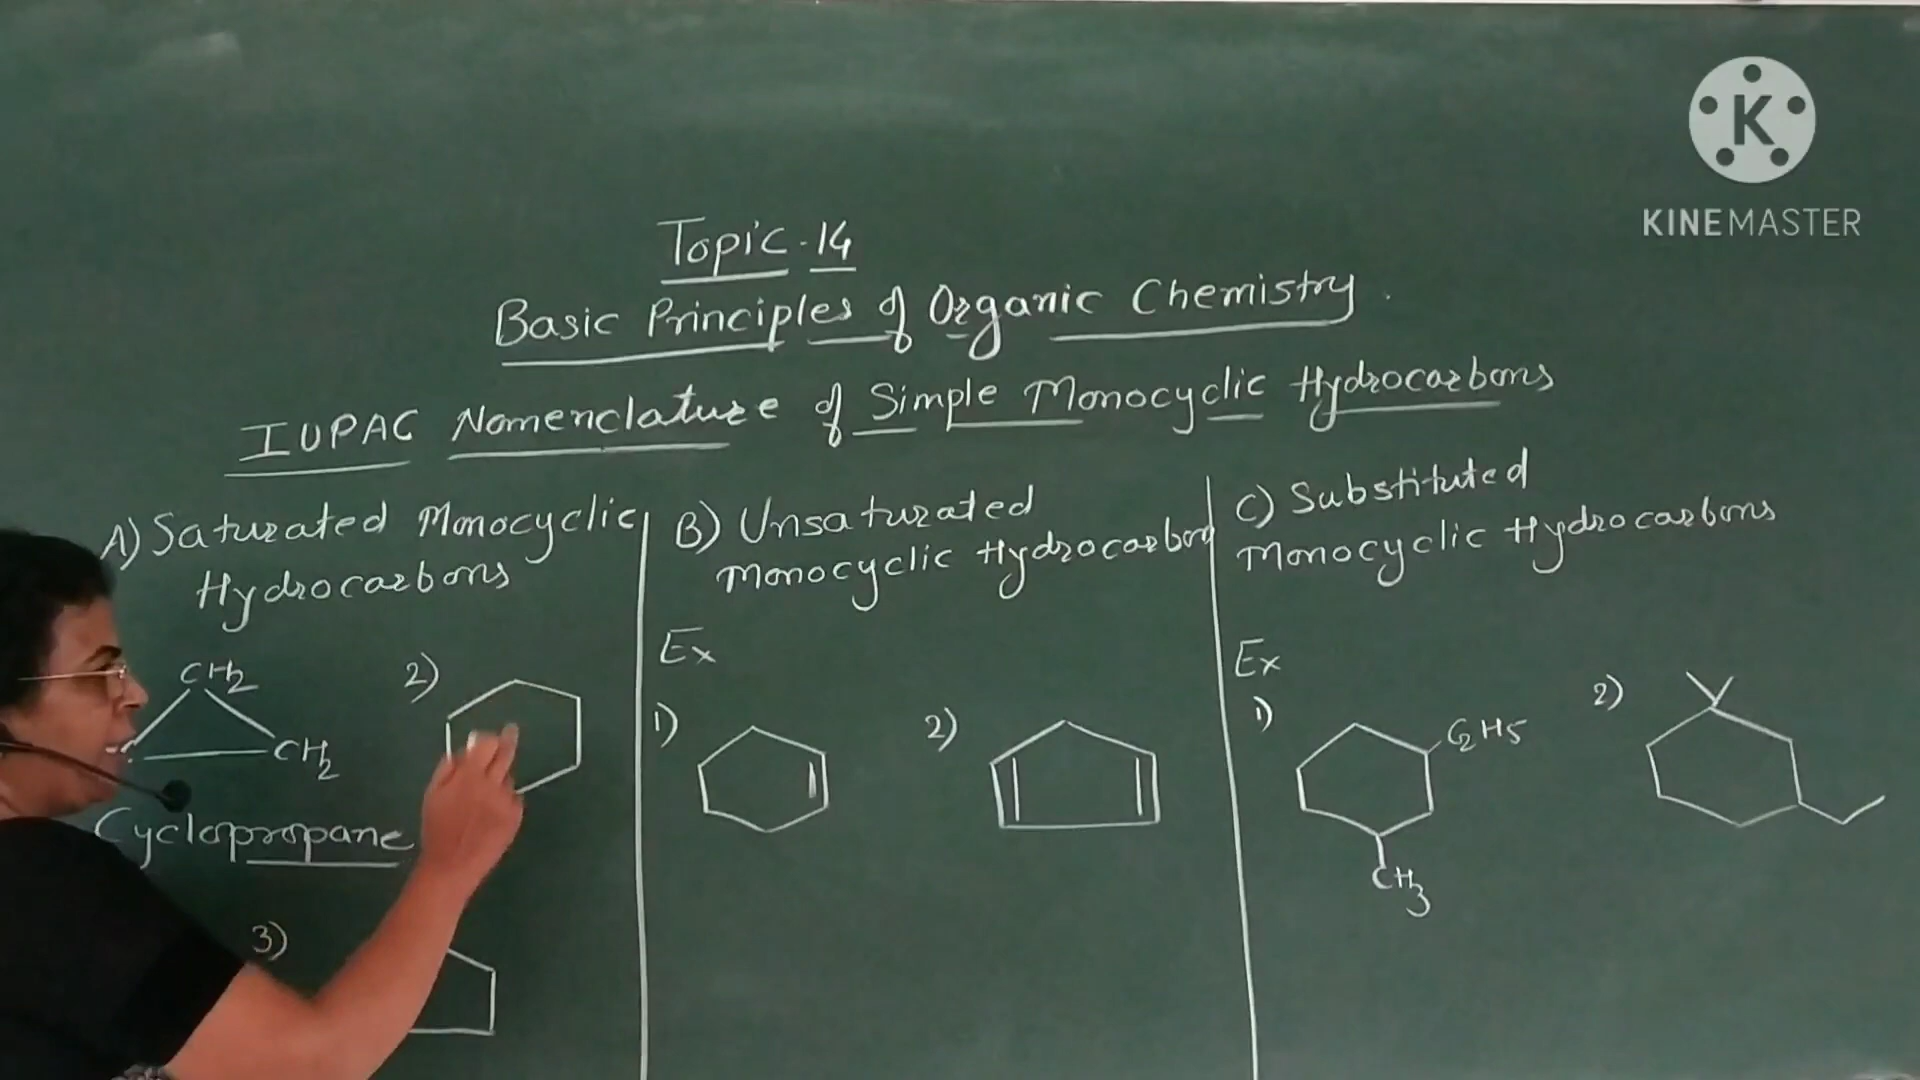 K
KINEMASTER
Topic-14
Basic Principles of Organic Chemistry.
IUPAC Nomenclature of Simple Monocyclic Hydrocarbons
A) Saturated Monocyclic
Hydrocarbons
CH2
CH2
Cyclopropane
2)
3)
B) Unsaturated
Monocyclic Hydrocarbon
Ex
1)
2)
C) Substituted
Monocyclic Hydrocarbons
Ex
1)
C2H5
CH3
2)